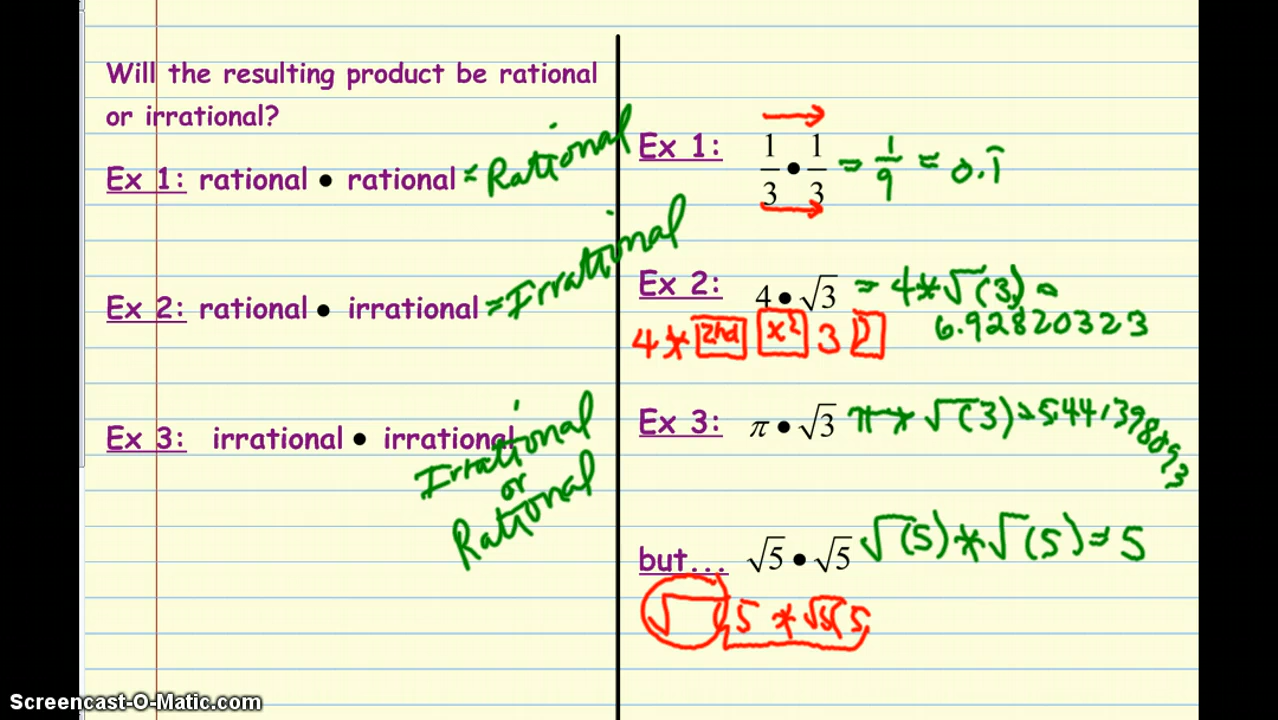 Will the resulting product be rational
or irrational?
Ex 1: rational • rational = Rational
Ex 2: rational • irrational = Irrational
Ex 3: irrational • irrational
Irrational
or
Rational
Ex 1: 1/3 • 1/3 = 1/9 = 0.1̅
Ex 2: 4 • √3 = 4*√(3) =
6.92820323
4 * 2nd x² 3 )
Ex 3: π • √3 π * √(3) = 5.441398093
but... √5 • √5 √(5)*√(5) = 5
√( 5 * √(5
Screencast-O-Matic.com